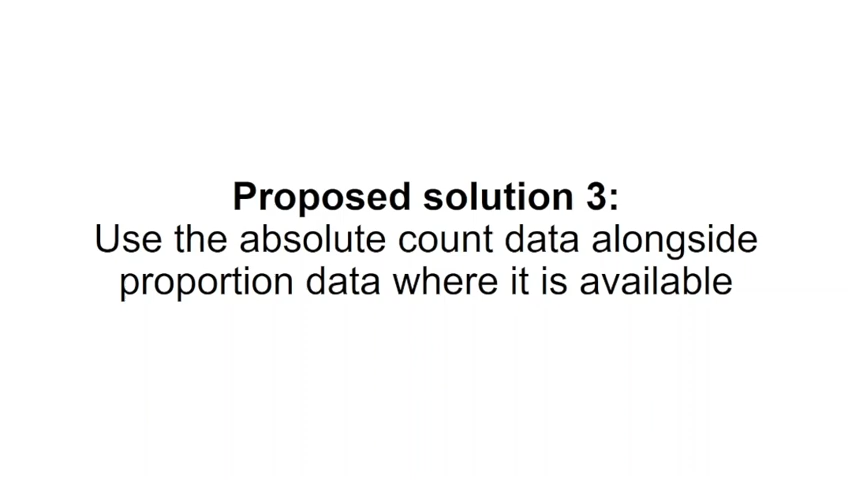 Proposed solution 3:
Use the absolute count data alongside
proportion data where it is available